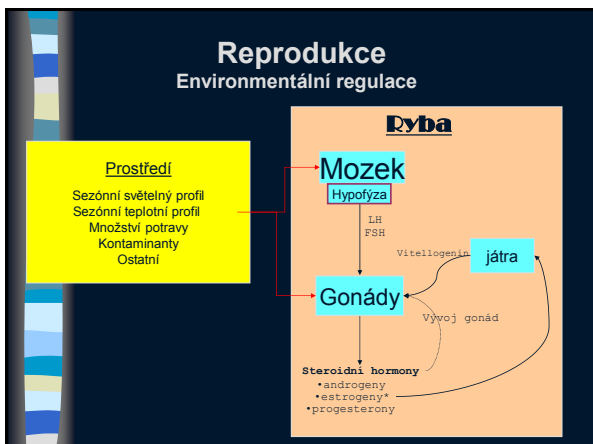 Reprodukce
Environmentální regulace
Ryba
Prostředí
Sezónní světelný profil
Sezónní teplotní profil
Množství potravy
Kontaminanty
Ostatní
Mozek
Hypofýza
LH
FSH
Vitellogenin
játra
Gonády
Vývoj gonád
Steroidní hormony
•androgeny
•estrogeny*
•progesterony